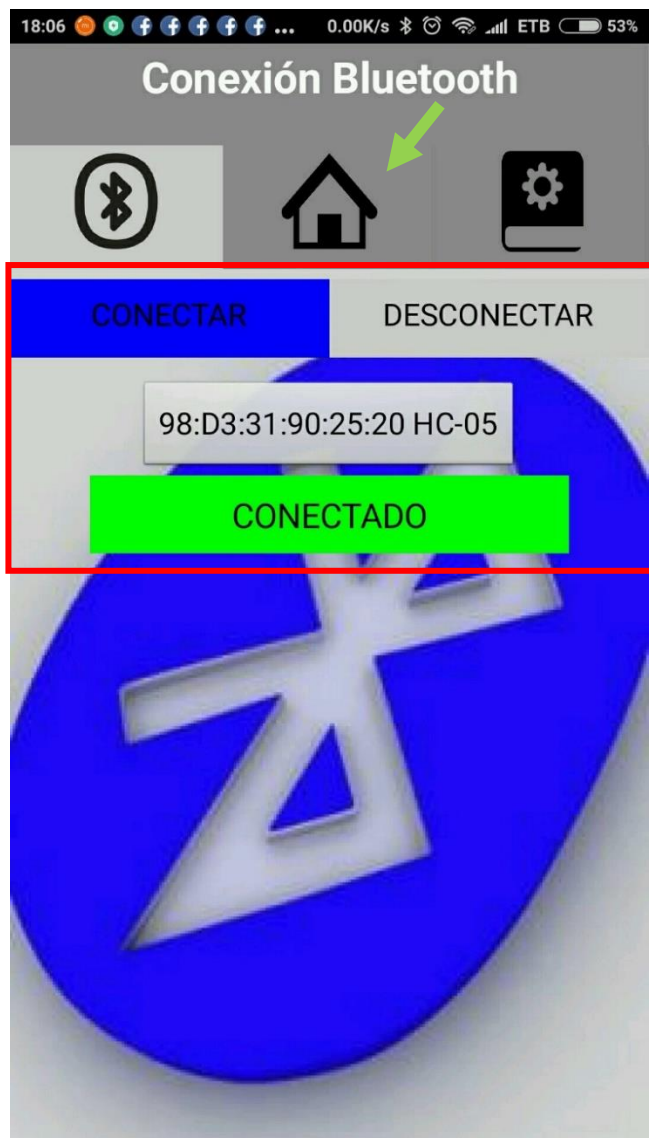 18:06 ... 0.00K/s ETB 53%
Conexión Bluetooth
CONECTAR DESCONECTAR
98:D3:31:90:25:20 HC-05
CONECTADO